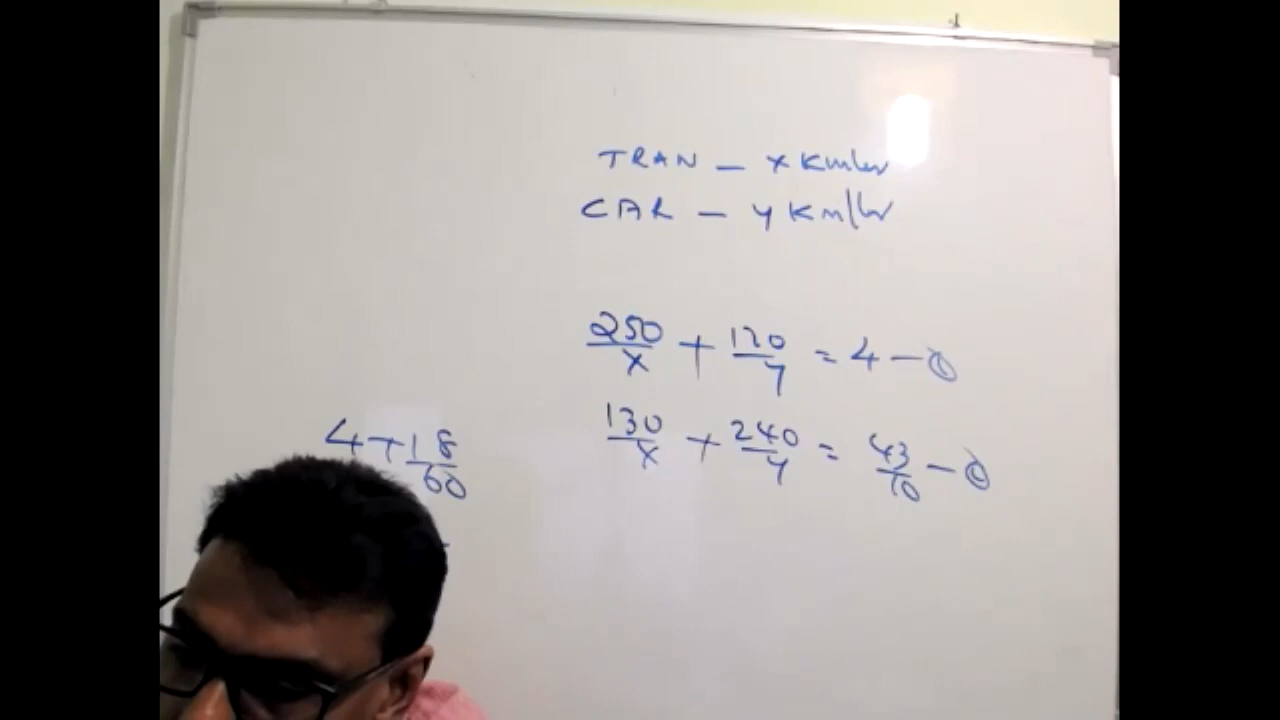 TRAN — x Km/hr
CAR — y Km/hr
250/x + 120/y = 4 — ①
130/x + 240/y = 43/10 — ②
4 + 18/60